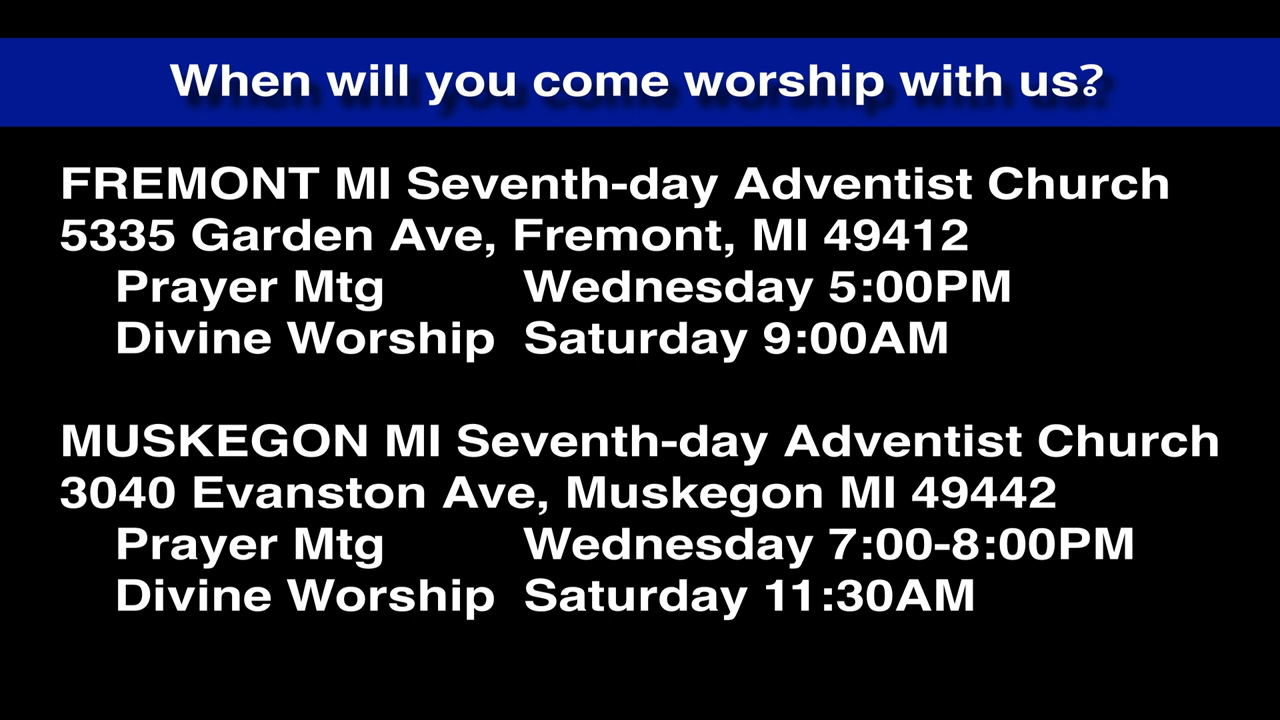 When will you come worship with us?
FREMONT MI Seventh-day Adventist Church
5335 Garden Ave, Fremont, MI 49412
Prayer Mtg Wednesday 5:00PM
Divine Worship Saturday 9:00AM
MUSKEGON MI Seventh-day Adventist Church
3040 Evanston Ave, Muskegon MI 49442
Prayer Mtg Wednesday 7:00-8:00PM
Divine Worship Saturday 11:30AM